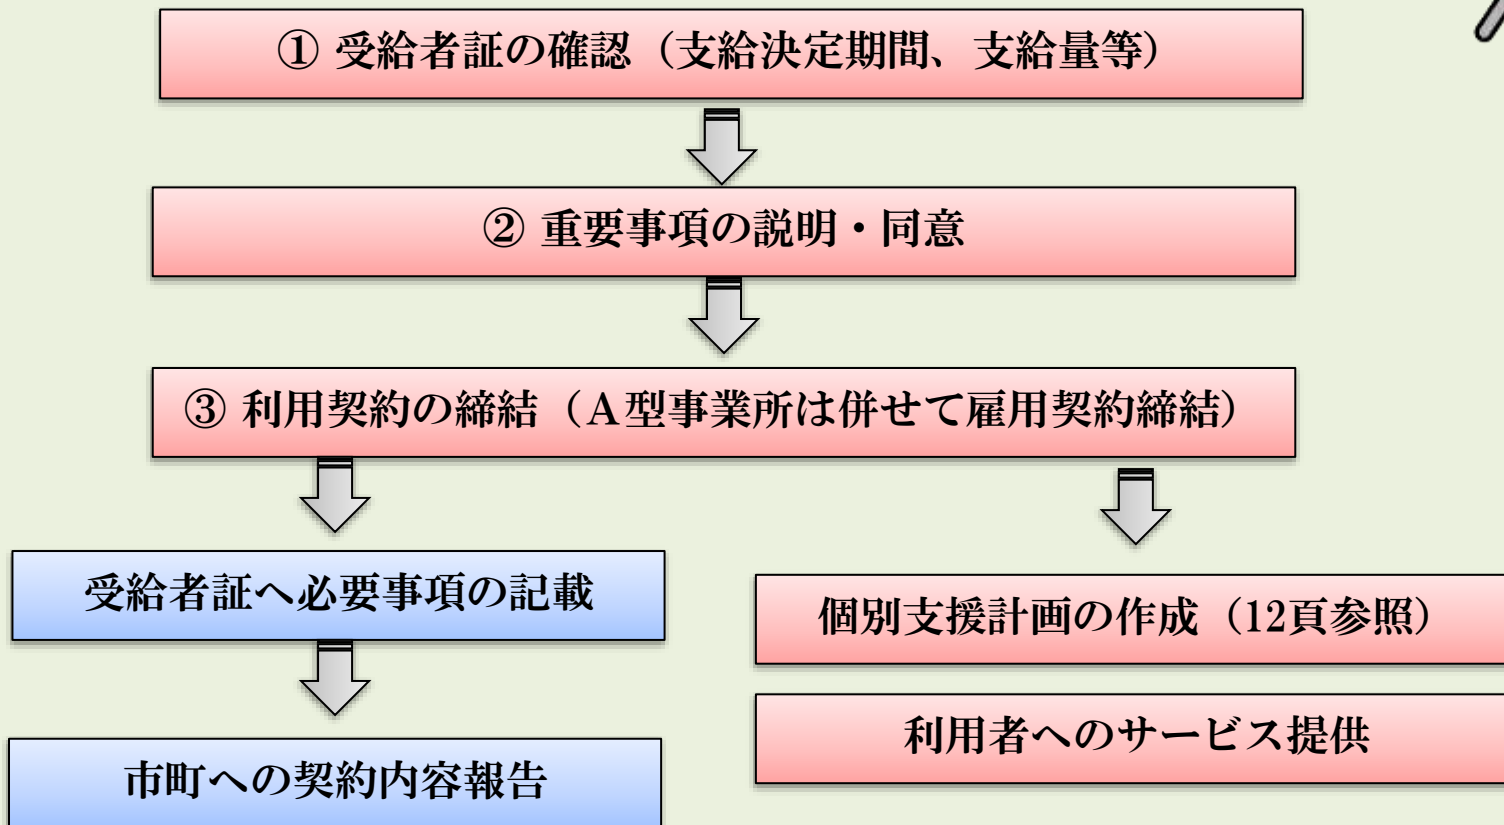 ① 受給者証の確認（支給決定期間、支給量等）
② 重要事項の説明・同意
③ 利用契約の締結（Ａ型事業所は併せて雇用契約締結）
受給者証へ必要事項の記載
個別支援計画の作成（12頁参照）
利用者へのサービス提供
市町への契約内容報告